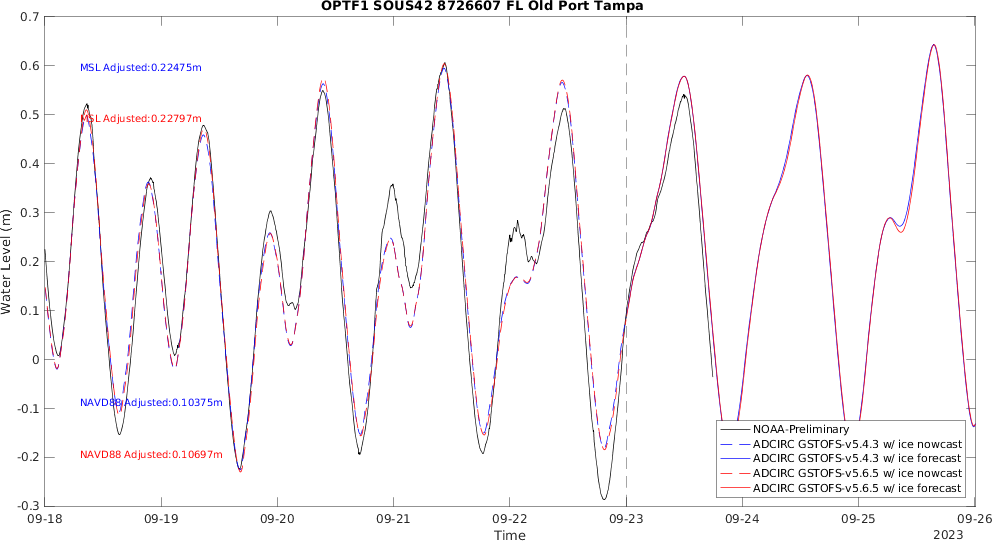 OPTF1 SOUS42 8726607 FL Old Port Tampa
0.7
0.6
0.5
0.4
0.3
0.2
0.1
0
-0.1
-0.2
-0.3
Water Level (m)
MSL Adjusted:0.22475m
MSL Adjusted:0.22797m
NAVD88 Adjusted:0.10375m
NAVD88 Adjusted:0.10697m
NOAA-Preliminary
ADCIRC GSTOFS-v5.4.3 w/ ice nowcast
ADCIRC GSTOFS-v5.4.3 w/ ice forecast
ADCIRC GSTOFS-v5.6.5 w/ ice nowcast
ADCIRC GSTOFS-v5.6.5 w/ ice forecast
09-18 09-19 09-20 09-21 09-22 09-23 09-24 09-25 09-26
Time
2023